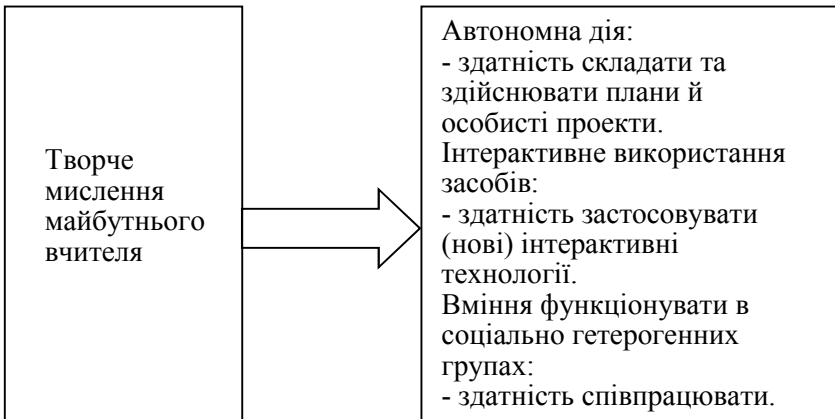 Творче
мислення
майбутнього
вчителя
Автономна дія:
- здатність складати та
здійснювати плани й
особисті проекти.
Інтерактивне використання
засобів:
- здатність застосовувати
(нові) інтерактивні
технології.
Вміння функціонувати в
соціально гетерогенних
групах:
- здатність співпрацювати.